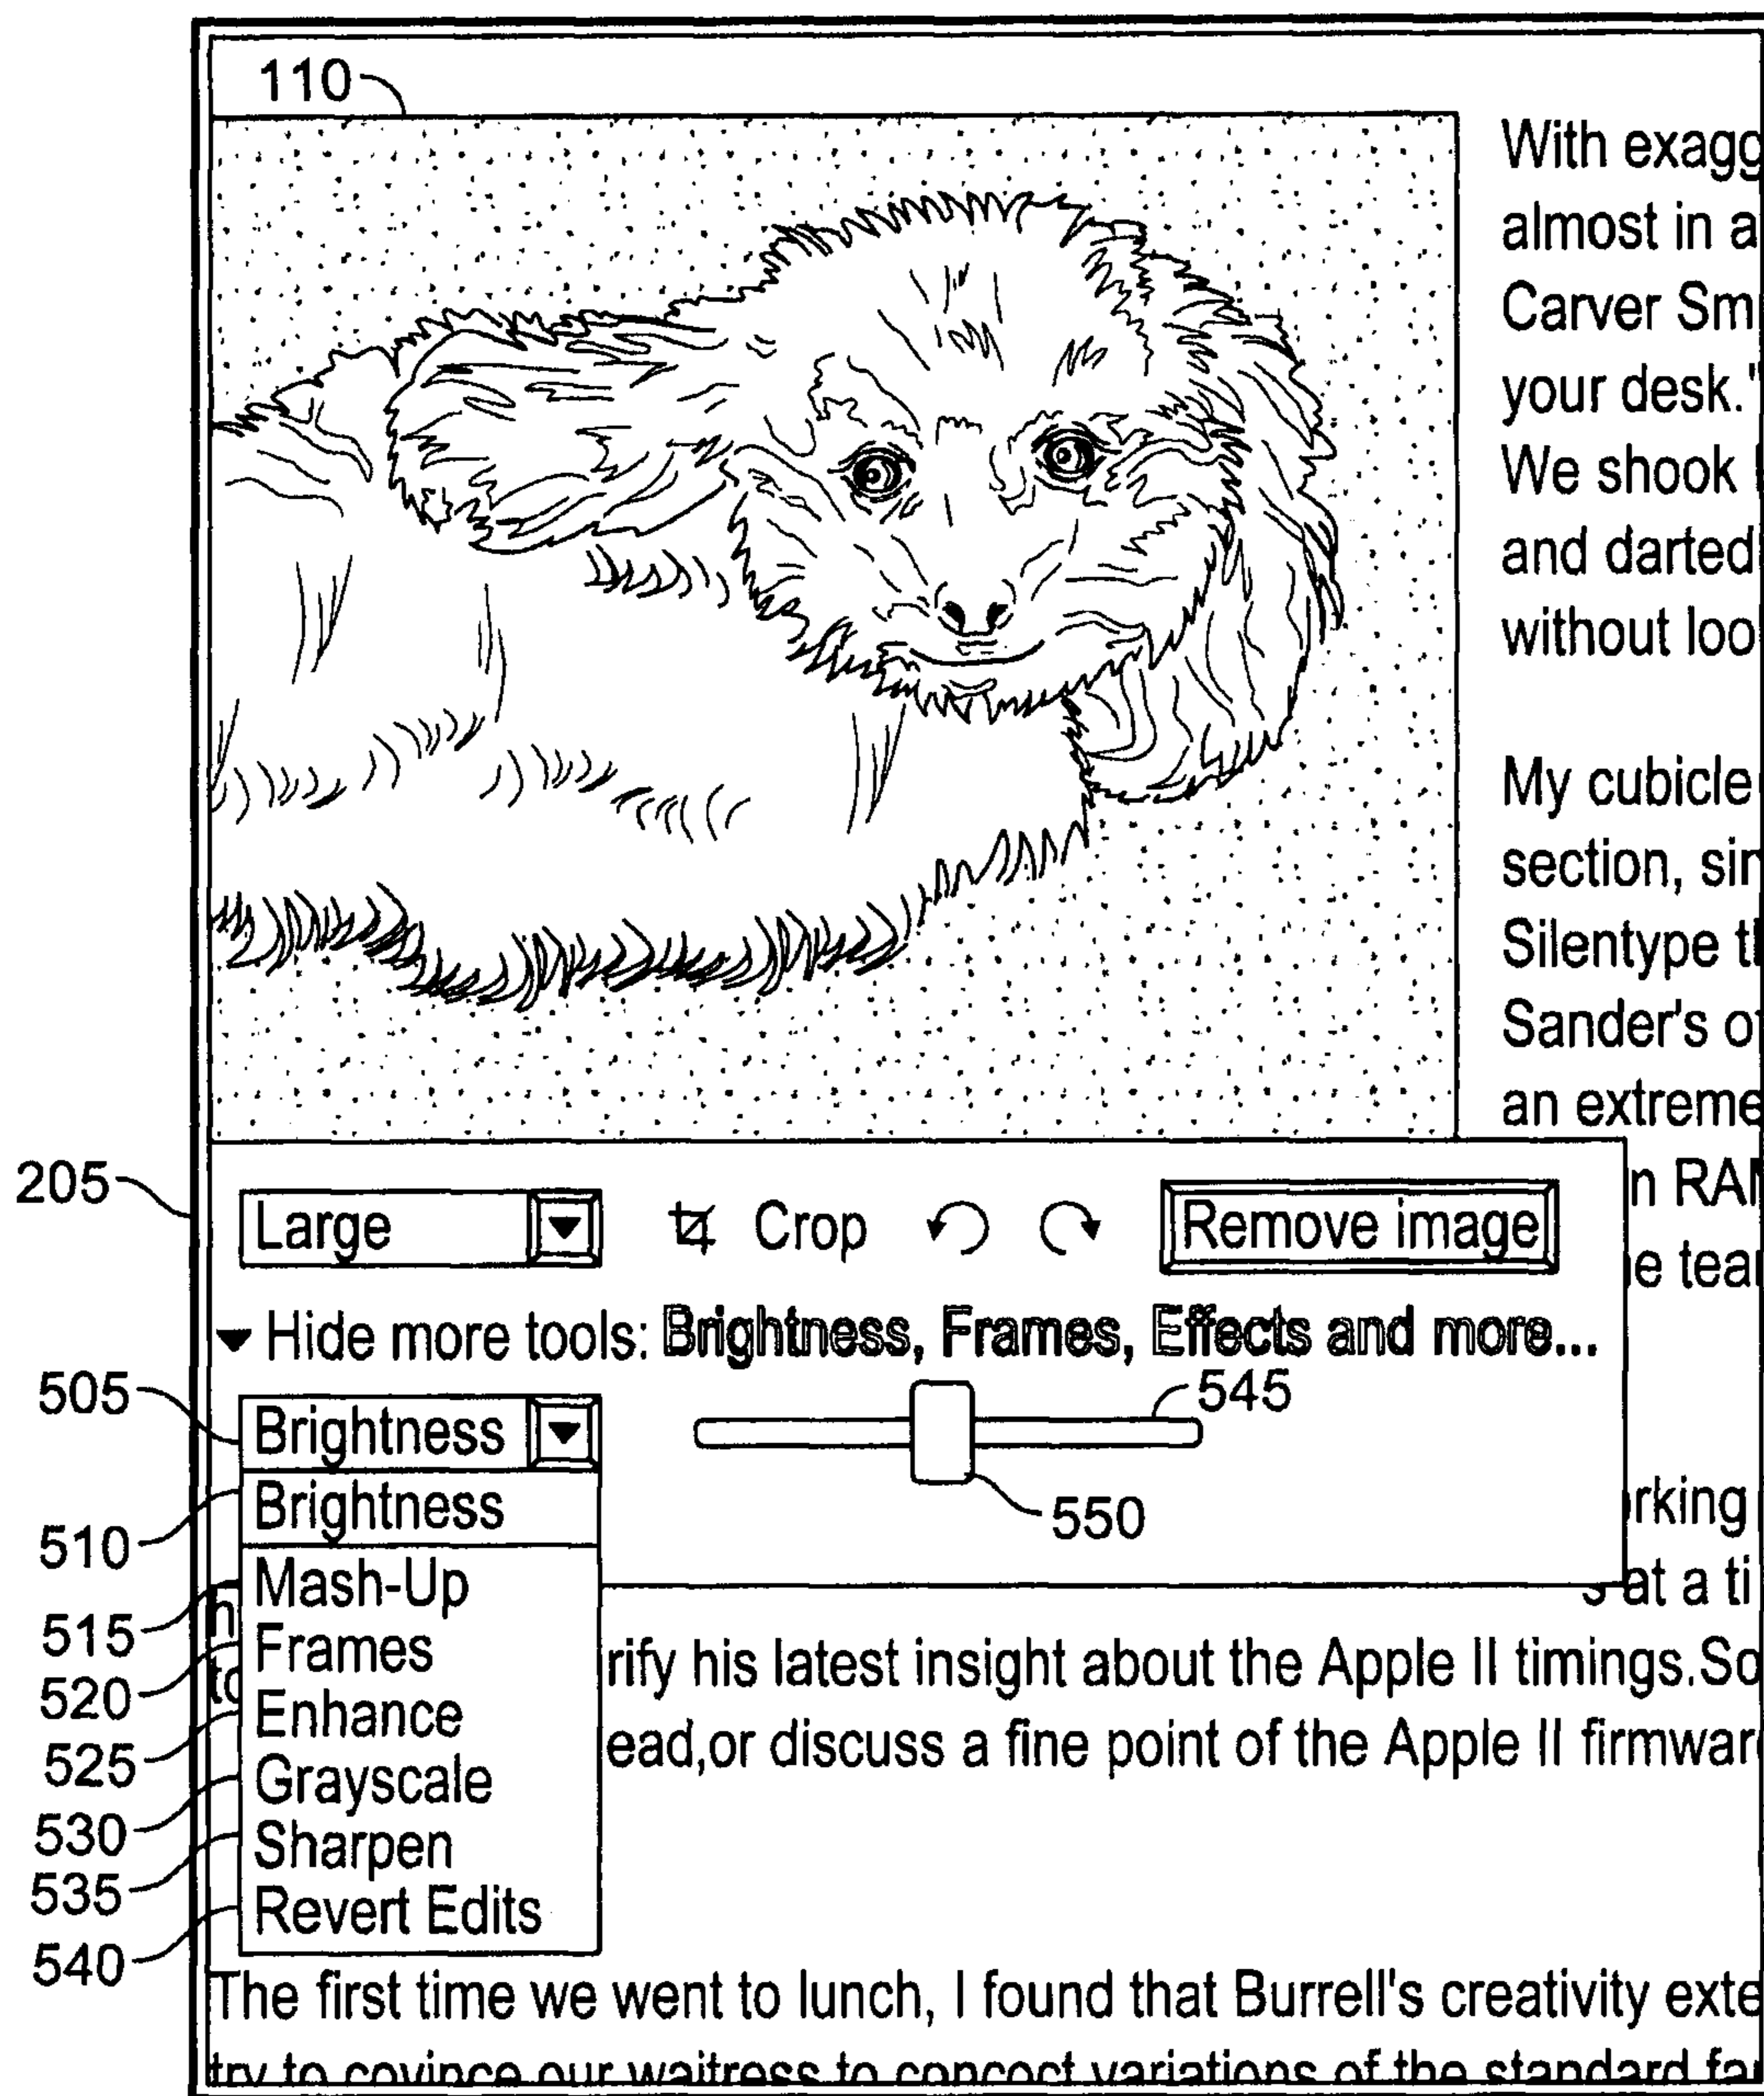 110
With exagg
almost in a
Carver Sm
your desk."
We shook
and darted
without loo
My cubicle
section, sin
Silentype t
Sander's of
an extreme
205
Large
Crop
Remove image
n RAM
e tea
Hide more tools: Brightness, Frames, Effects and more...
505
Brightness
545
550
510
Brightness
rking
515
Mash-Up
s at a ti
520
Frames
rify his latest insight about the Apple II timings.So
525
Enhance
ead,or discuss a fine point of the Apple II firmwar
530
Grayscale
535
Sharpen
540
Revert Edits
The first time we went to lunch, I found that Burrell's creativity exte
try to covince our waitress to concoct variations of the standard fa